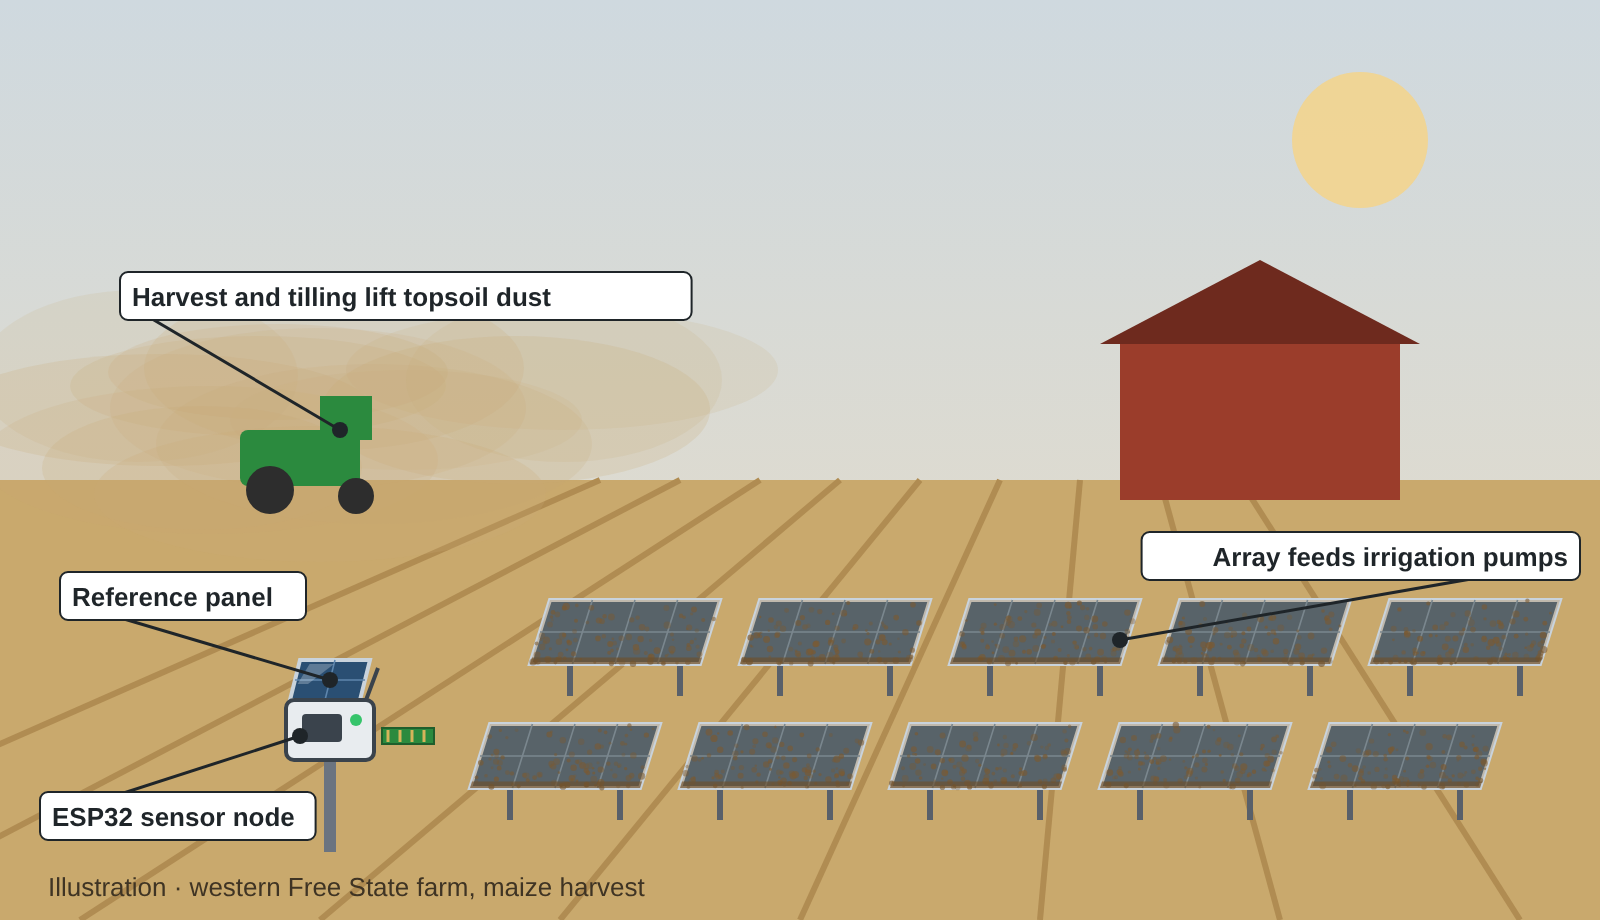 Harvest and tilling lift topsoil dust
Array feeds irrigation pumps
Reference panel
ESP32 sensor node
Illustration · western Free State farm, maize harvest